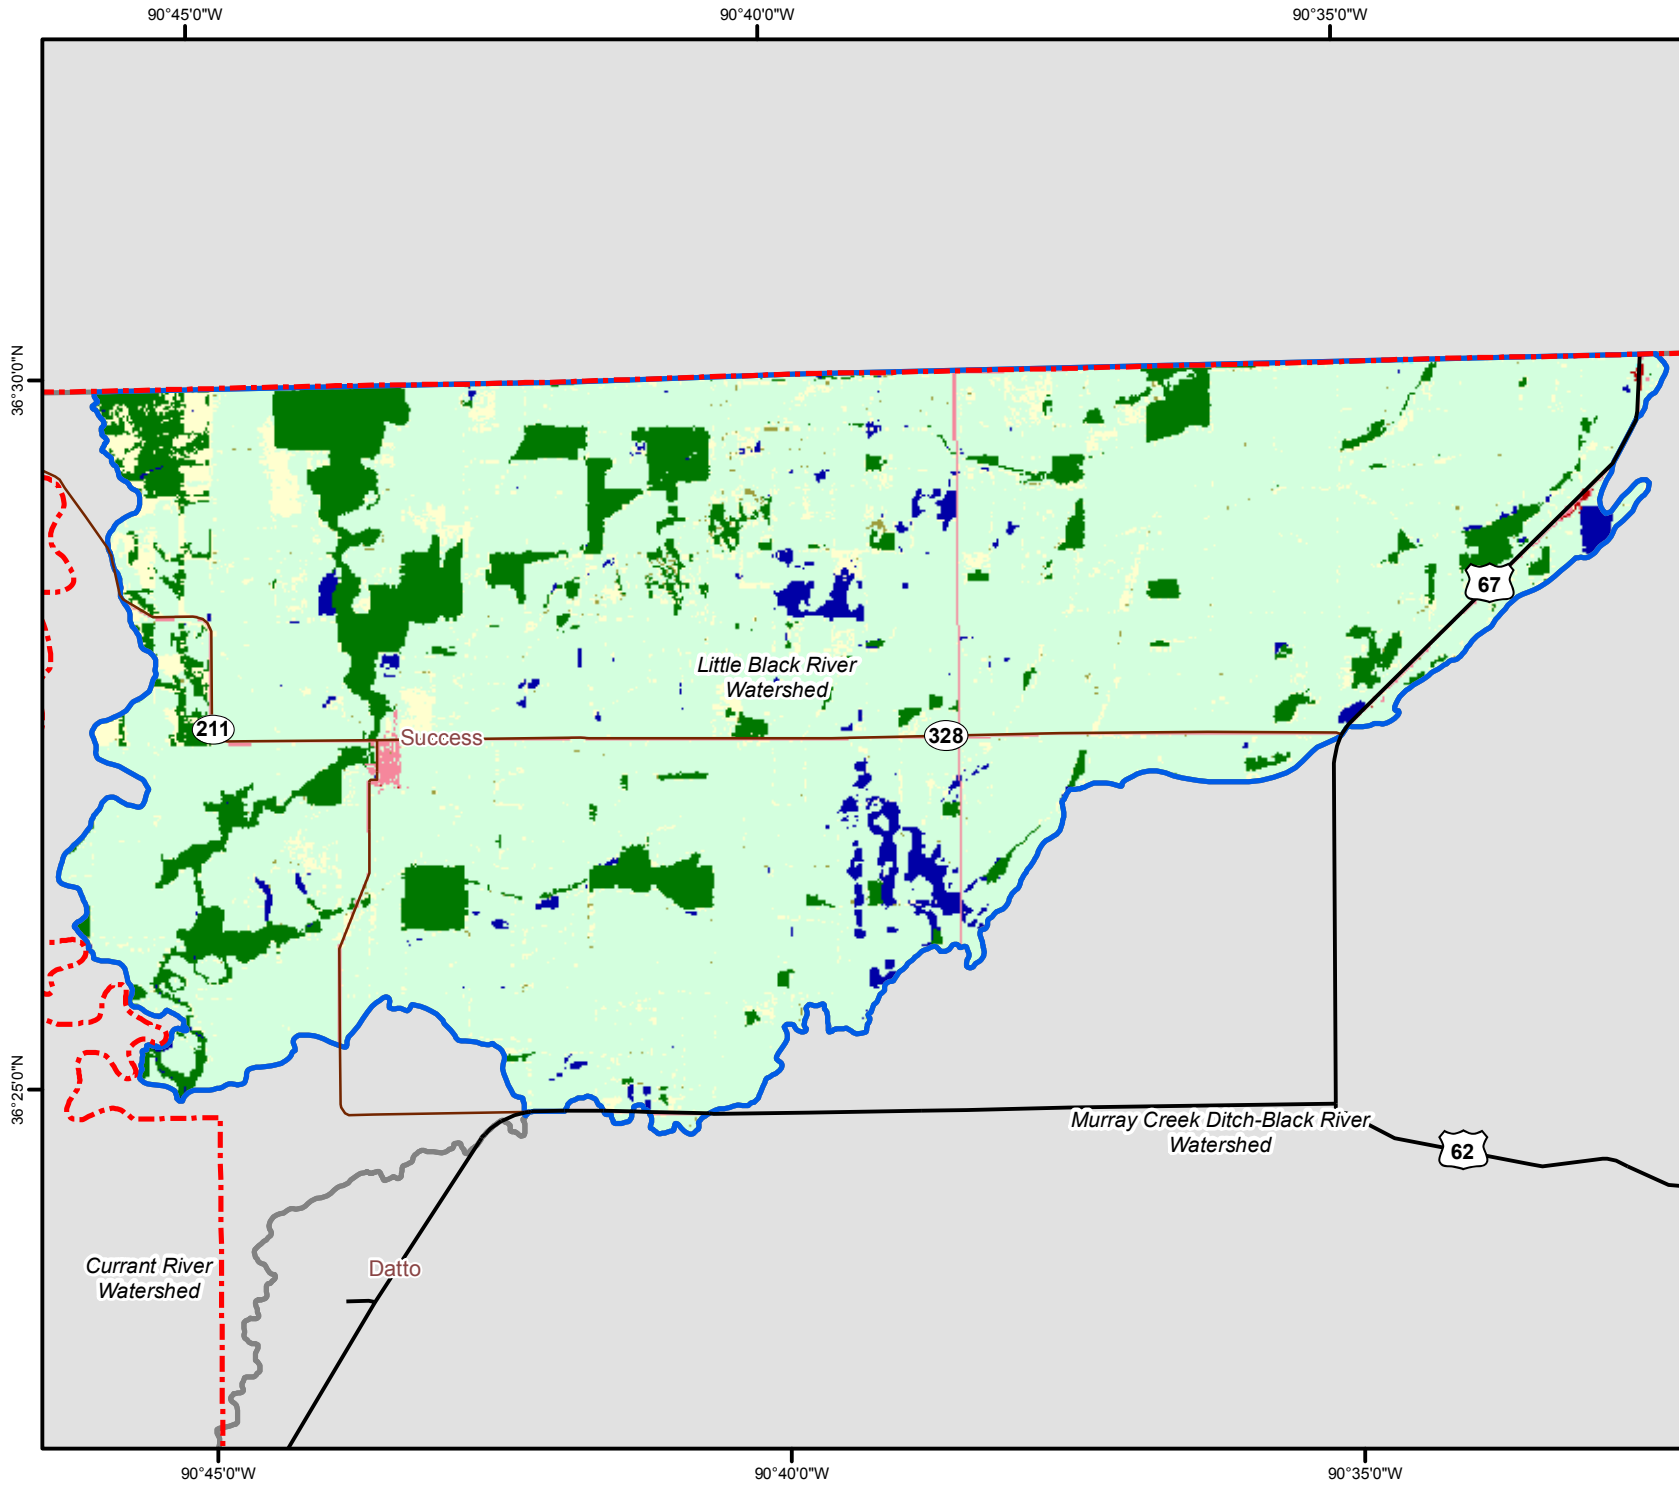 90°45'0"W
90°40'0"W
90°35'0"W
36°30'0"N
67
Little Black River
Watershed
211
Success
328
36°25'0"N
Murray Creek Ditch-Black River
Watershed
62
Currant River
Watershed
Datto
90°45'0"W
90°40'0"W
90°35'0"W